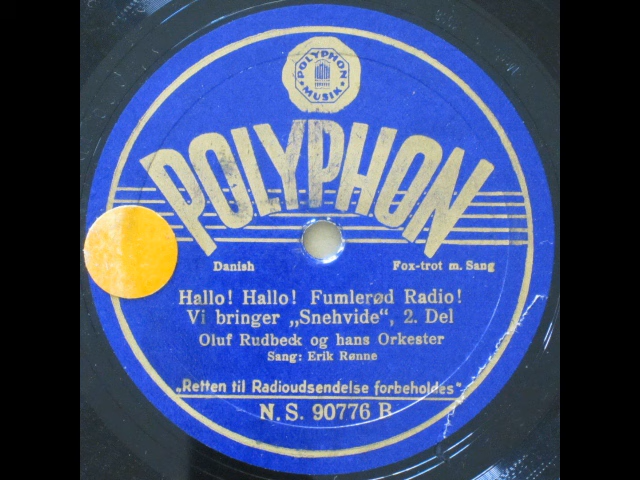 POLYPHON
MUSIK
POLYPHON
Danish
Fox-trot m. Sang
Hallo! Hallo! Fumlerød Radio!
Vi bringer „Snehvide“, 2. Del
Oluf Rudbeck og hans Orkester
Sang: Erik Rønne
„Retten til Radioudsendelse forbeholdes“
N. S. 90776 B